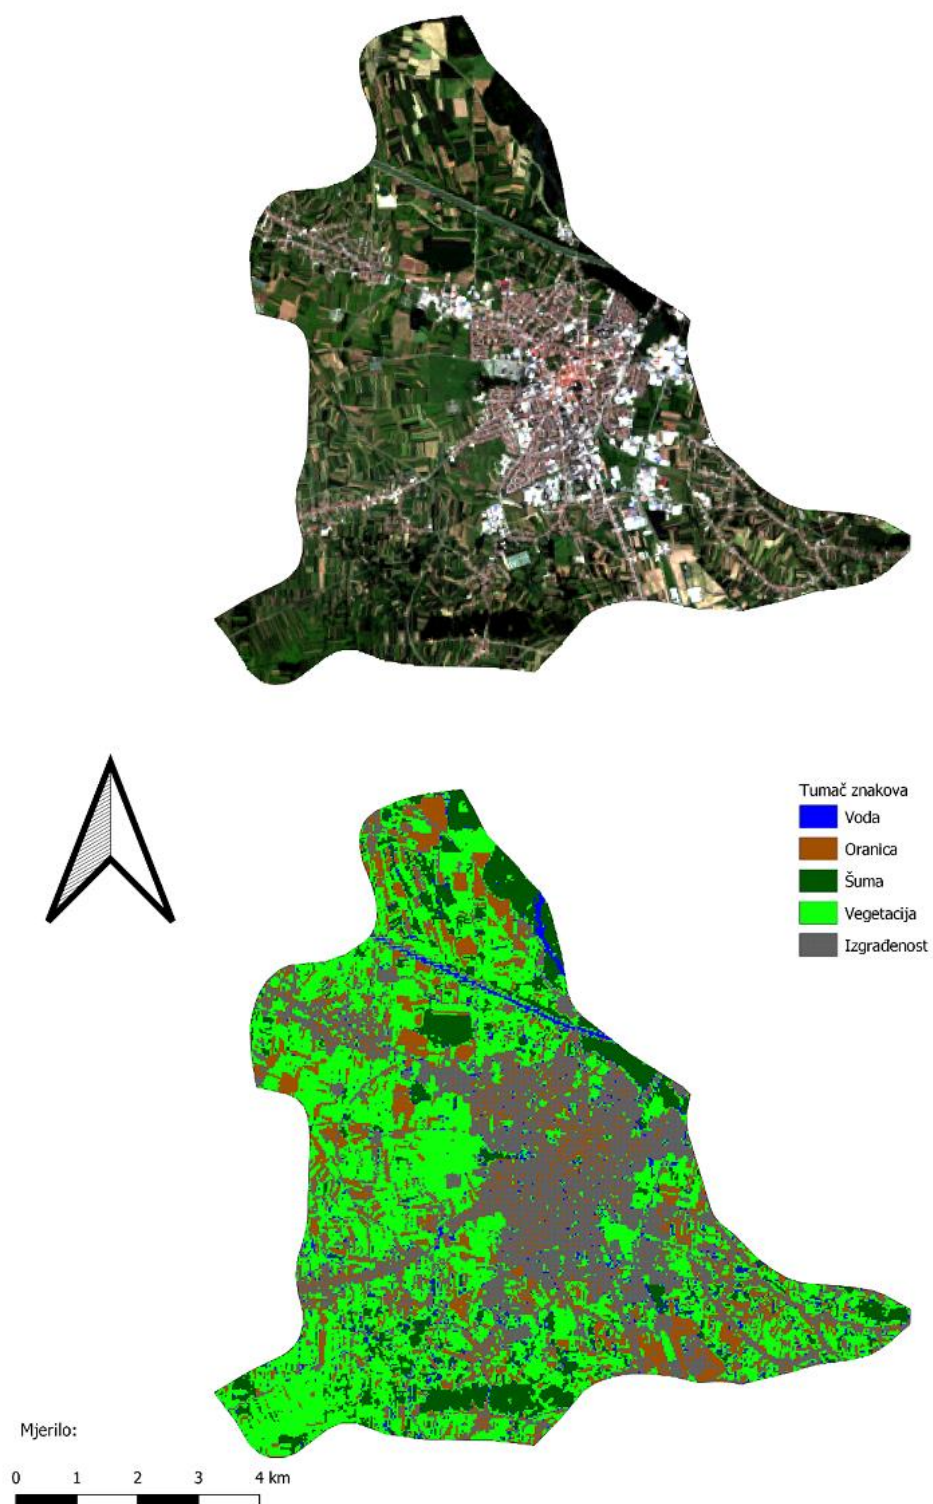 Tumač znakova
Voda
Oranica
Šuma
Vegetacija
Izgrađenost
Mjerilo:
0 1 2 3 4 km